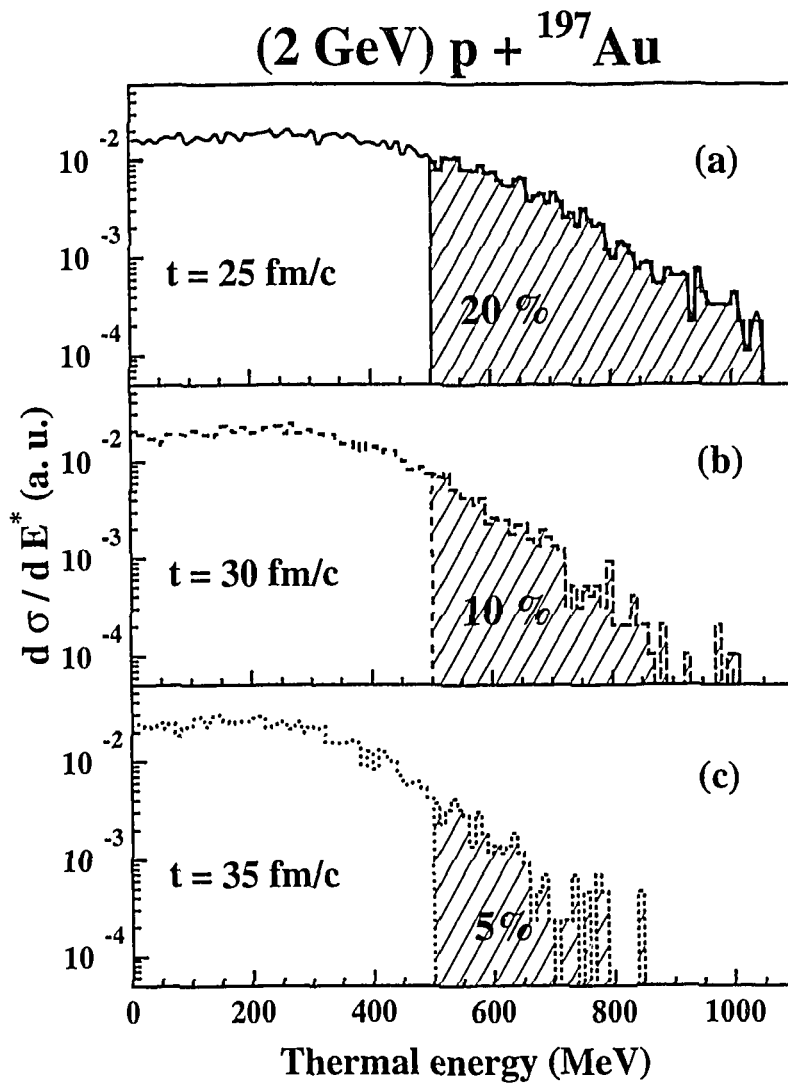 (2 GeV) p + ¹⁹⁷Au
10⁻²
(a)
10⁻³
t = 25 fm/c
20 %
10⁻⁴
10⁻²
(b)
10⁻³
t = 30 fm/c
10 %
10⁻⁴
10⁻²
(c)
10⁻³
t = 35 fm/c
5%
10⁻⁴
d σ / d E* (a. u.)
0 200 400 600 800 1000
Thermal energy (MeV)